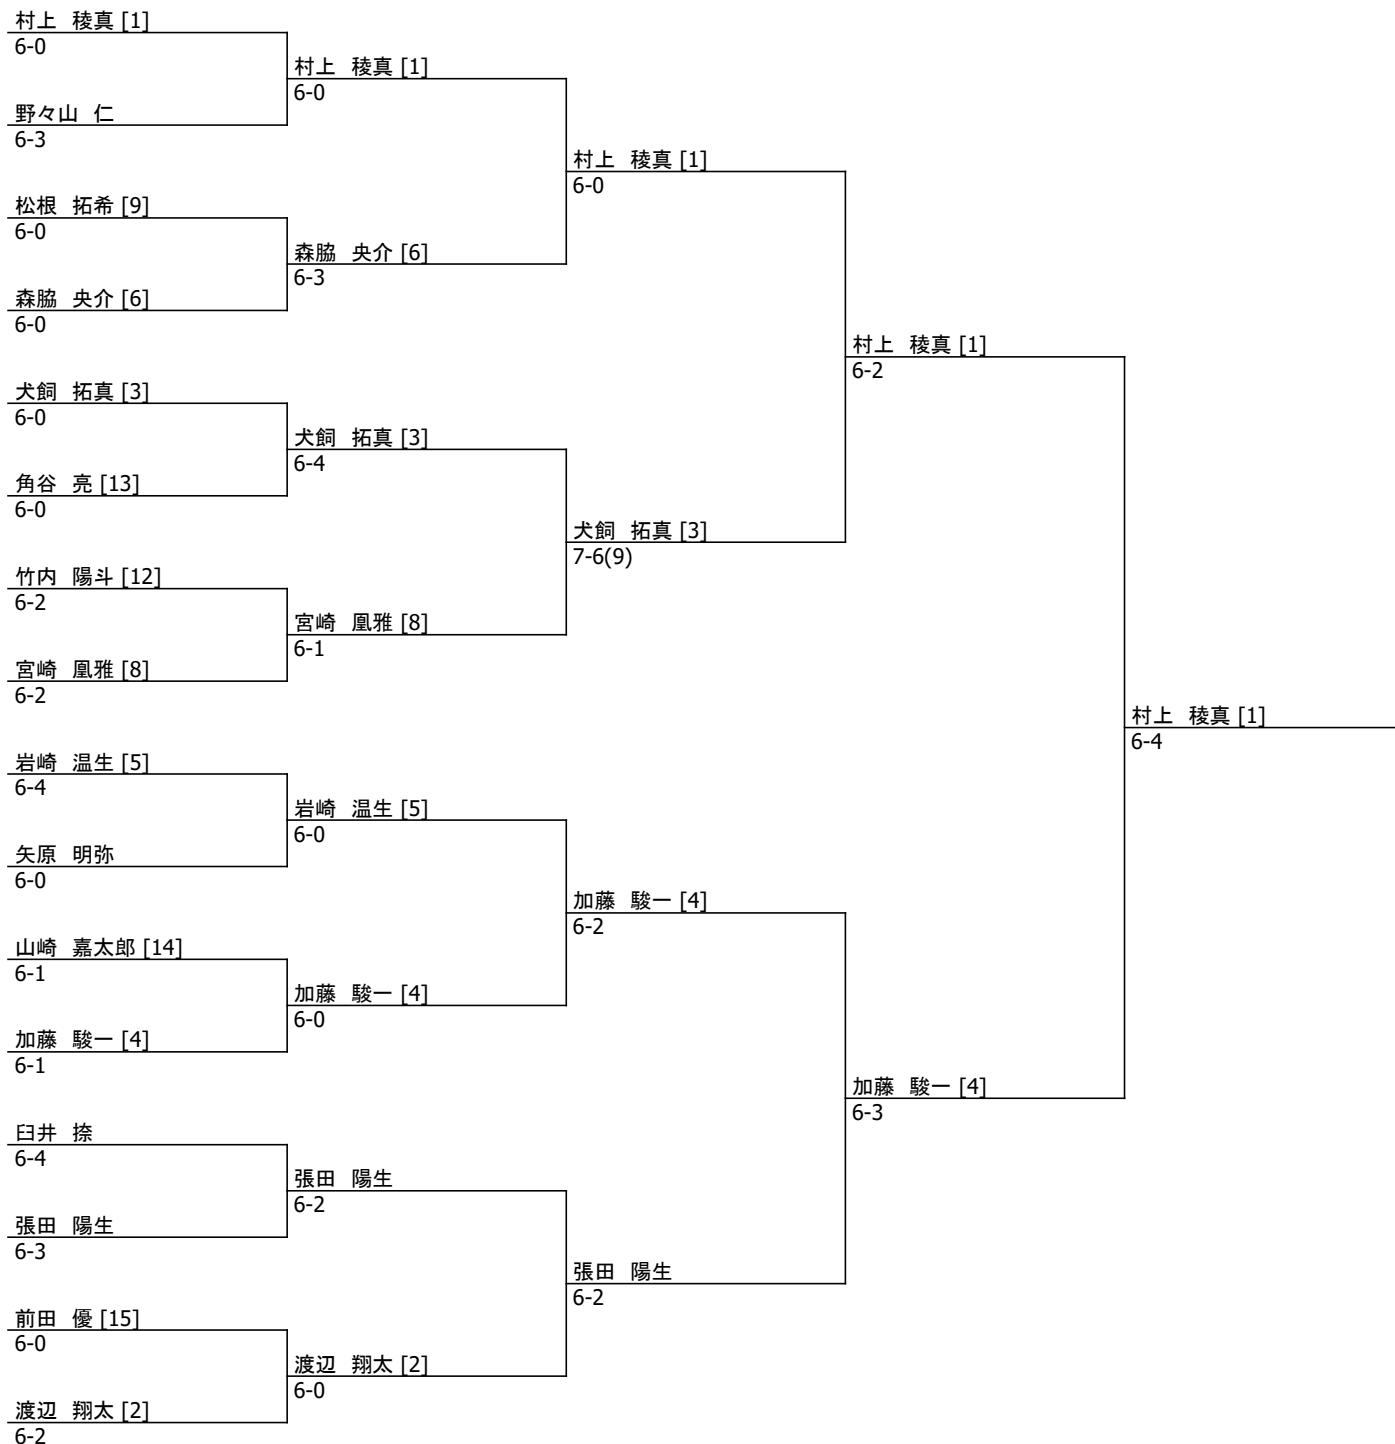 村上 稜真 [1]
6-0
野々山 仁
6-3
松根 拓希 [9]
6-0
森脇 央介 [6]
6-0
犬飼 拓真 [3]
6-0
角谷 亮 [13]
6-0
竹内 陽斗 [12]
6-2
宮崎 凰雅 [8]
6-2
岩崎 温生 [5]
6-4
矢原 明弥
6-0
山崎 嘉太郎 [14]
6-1
加藤 駿一 [4]
6-1
臼井 捺
6-4
張田 陽生
6-3
前田 優 [15]
6-0
渡辺 翔太 [2]
6-2
村上 稜真 [1]
6-0
森脇 央介 [6]
6-3
犬飼 拓真 [3]
6-4
宮崎 凰雅 [8]
6-1
岩崎 温生 [5]
6-0
加藤 駿一 [4]
6-0
張田 陽生
6-2
渡辺 翔太 [2]
6-0
村上 稜真 [1]
6-0
犬飼 拓真 [3]
7-6(9)
加藤 駿一 [4]
6-2
張田 陽生
6-2
村上 稜真 [1]
6-2
加藤 駿一 [4]
6-3
村上 稜真 [1]
6-4